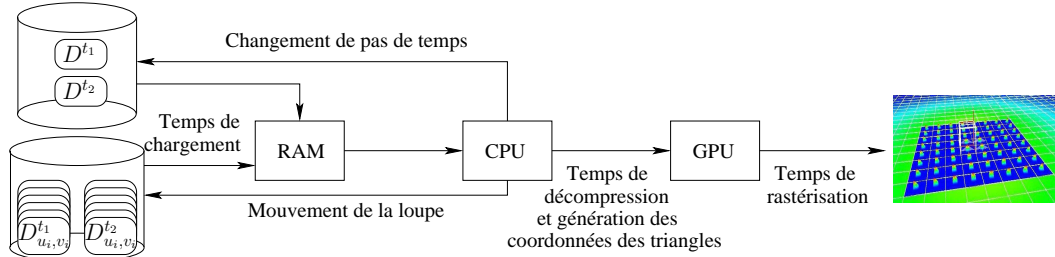 Changement de pas de temps
D^{t_1}
D^{t_2}
Temps de
chargement
RAM
CPU
GPU
Temps de
décompression
et génération des
coordonnées des triangles
Temps de
rastérisation
Mouvement de la loupe
D^{t_1}_{u_i,v_i}
D^{t_2}_{u_i,v_i}